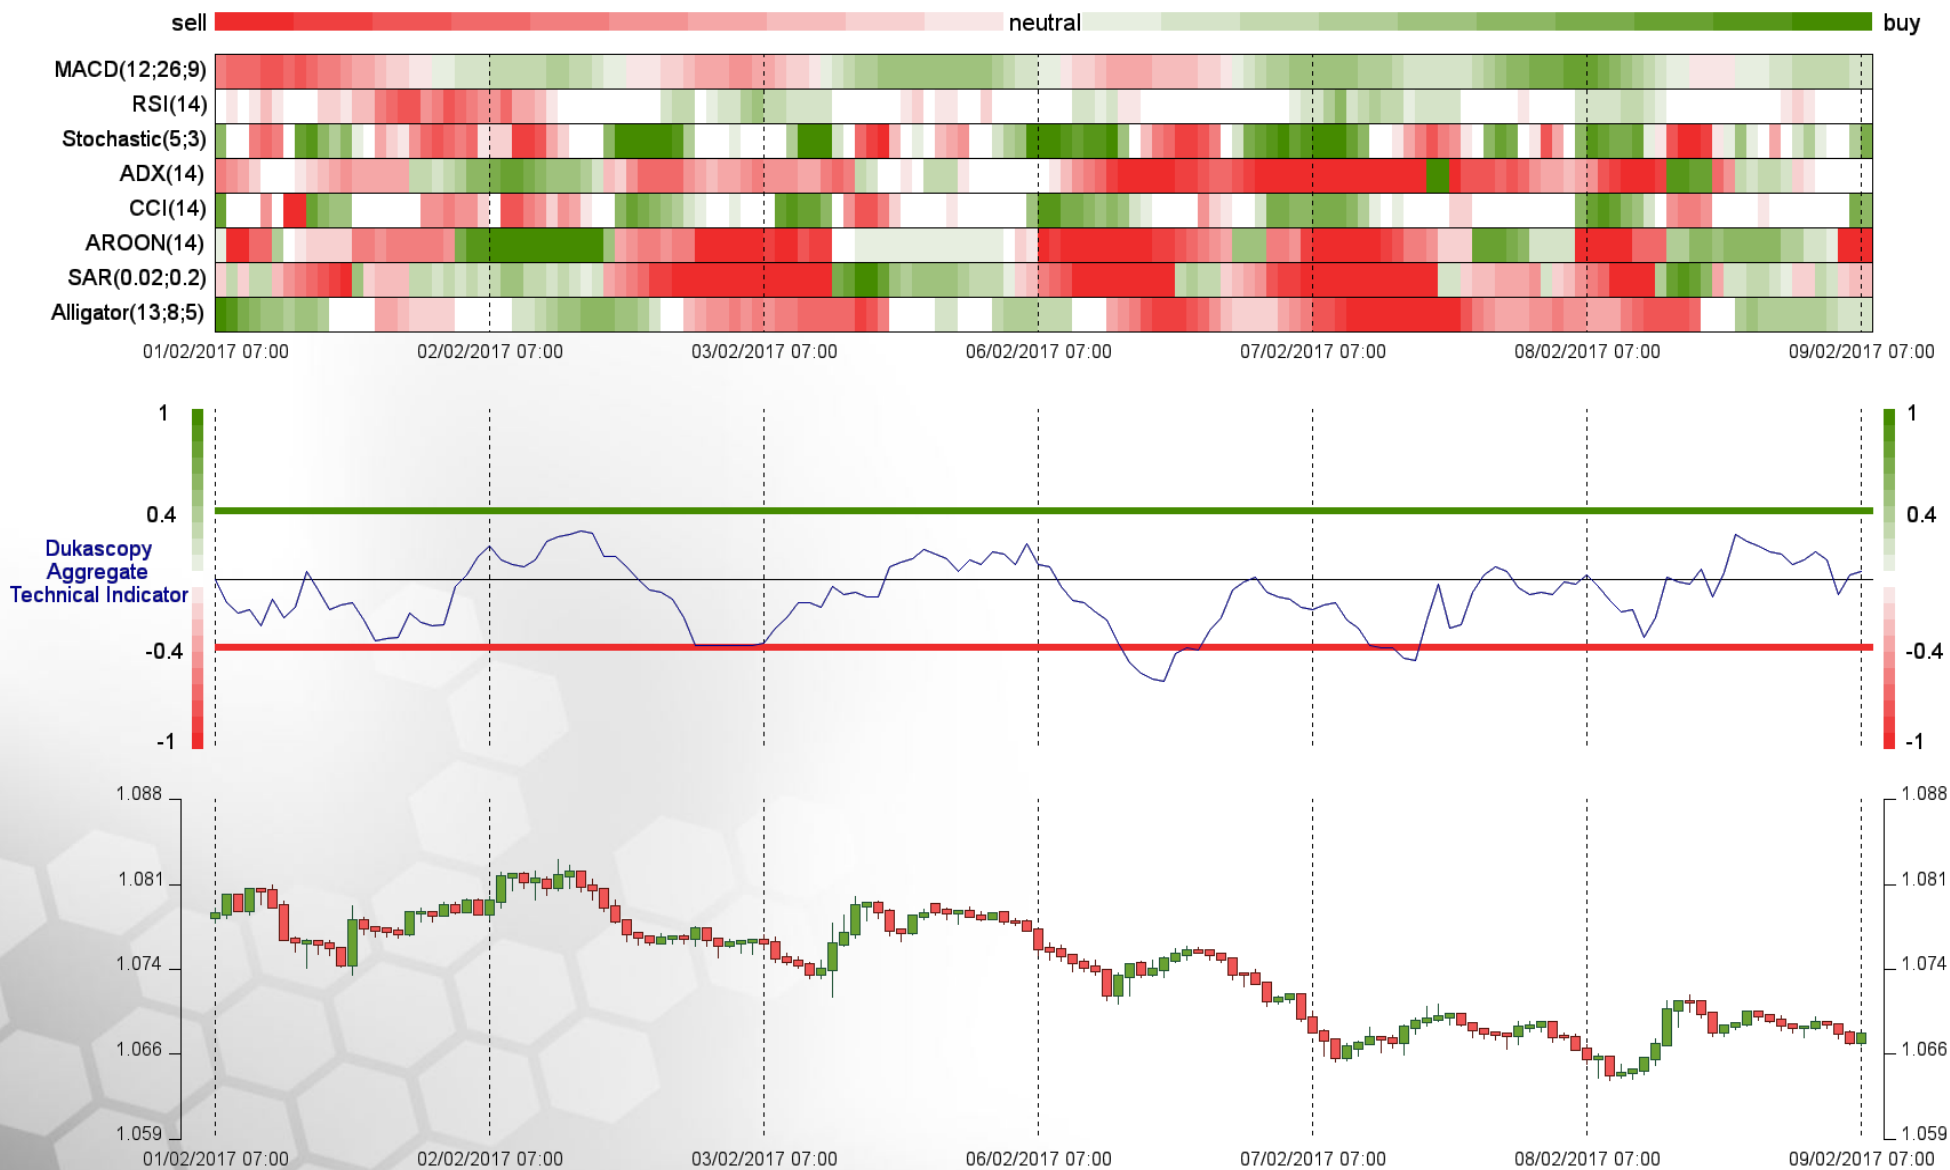 sell neutral buy
MACD(12;26;9)
RSI(14)
Stochastic(5;3)
ADX(14)
CCI(14)
AROON(14)
SAR(0.02;0.2)
Alligator(13;8;5)
01/02/2017 07:00 02/02/2017 07:00 03/02/2017 07:00 06/02/2017 07:00 07/02/2017 07:00 08/02/2017 07:00 09/02/2017 07:00
1 1
0.4 0.4
Dukascopy
Aggregate
Technical Indicator
-0.4 -0.4
-1 -1
1.088 1.088
1.081 1.081
1.074 1.074
1.066 1.066
1.059 1.059
01/02/2017 07:00 02/02/2017 07:00 03/02/2017 07:00 06/02/2017 07:00 07/02/2017 07:00 08/02/2017 07:00 09/02/2017 07:00